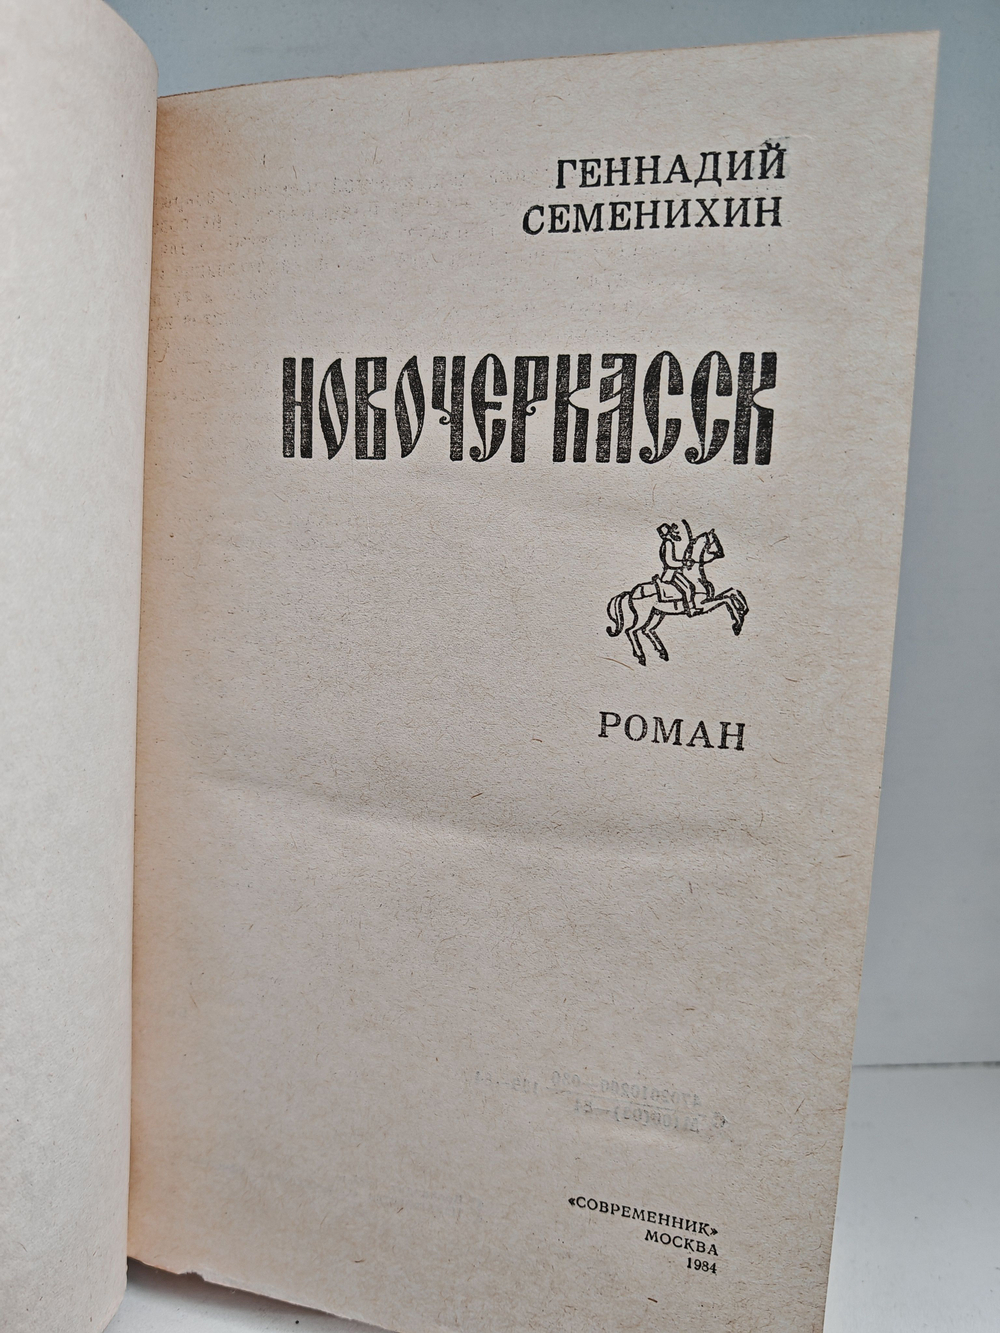 ГЕННАДИЙ
СЕМЕНИХИН
НОВОЧЕРКАССК
РОМАН
«СОВРЕМЕННИК»
МОСКВА
1984